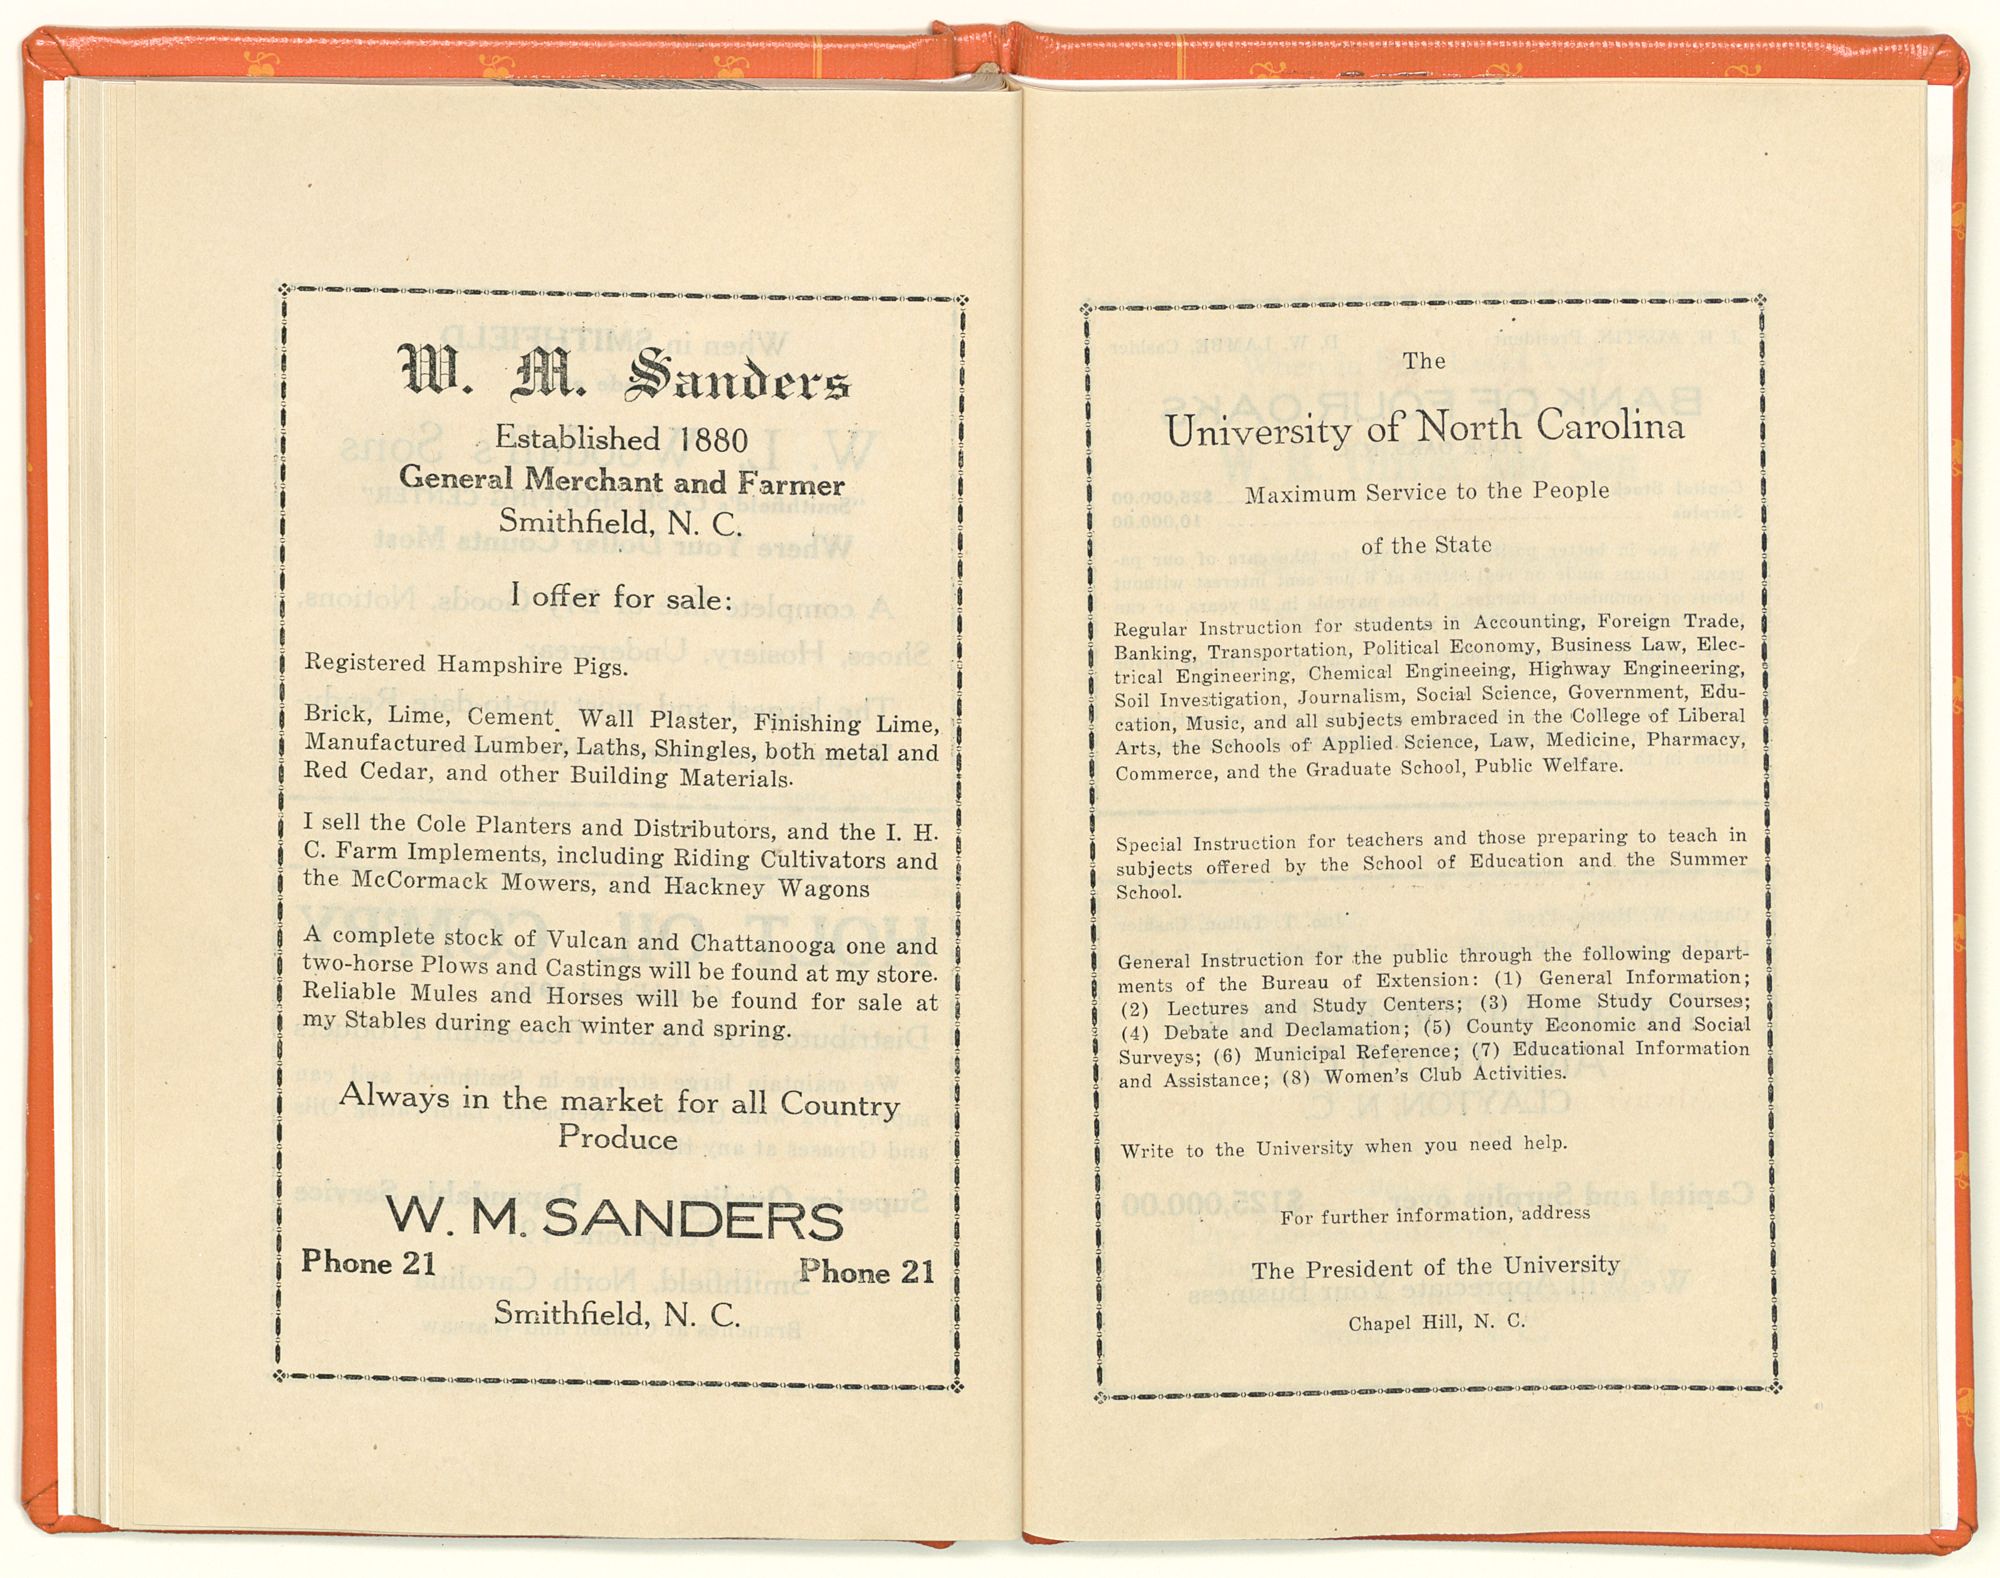 W. M. Sanders
Established 1880
General Merchant and Farmer
Smithfield, N. C.
I offer for sale:
Registered Hampshire Pigs.
Brick, Lime, Cement. Wall Plaster, Finishing Lime,
Manufactured Lumber, Laths, Shingles, both metal and
Red Cedar, and other Building Materials.
I sell the Cole Planters and Distributors, and the I. H.
C. Farm Implements, including Riding Cultivators and
the McCormack Mowers, and Hackney Wagons
A complete stock of Vulcan and Chattanooga one and
two-horse Plows and Castings will be found at my store.
Reliable Mules and Horses will be found for sale at
my Stables during each winter and spring.
Always in the market for all Country
Produce
W. M. SANDERS
Phone 21 Phone 21
Smithfield, N. C.
The
University of North Carolina
Maximum Service to the People
of the State
Regular Instruction for students in Accounting, Foreign Trade,
Banking, Transportation, Political Economy, Business Law, Elec-
trical Engineering, Chemical Engineeing, Highway Engineering,
Soil Investigation, Journalism, Social Science, Government, Edu-
cation, Music, and all subjects embraced in the College of Liberal
Arts, the Schools of Applied Science, Law, Medicine, Pharmacy,
Commerce, and the Graduate School, Public Welfare.
Special Instruction for teachers and those preparing to teach in
subjects offered by the School of Education and the Summer
School.
General Instruction for the public through the following depart-
ments of the Bureau of Extension: (1) General Information;
(2) Lectures and Study Centers; (3) Home Study Courses;
(4) Debate and Declamation; (5) County Economic and Social
Surveys; (6) Municipal Reference; (7) Educational Information
and Assistance; (8) Women's Club Activities.
Write to the University when you need help.
For further information, address
The President of the University
Chapel Hill, N. C.